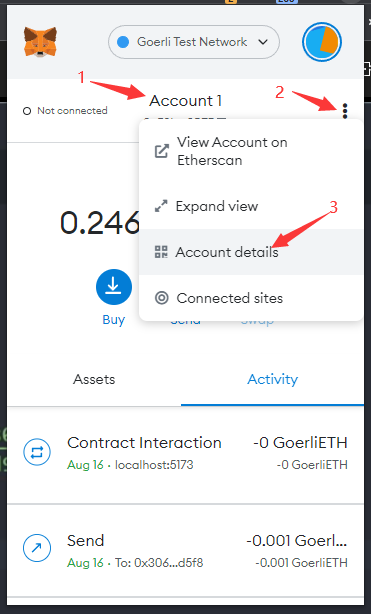 Goerli Test Network
1
Account 1
2
Not connected
View Account on
Etherscan
0.246
Expand view
3
Account details
Connected sites
Buy
Send
Swap
Assets
Activity
Contract Interaction
-0 GoerliETH
Aug 16 · localhost:5173
-0 GoerliETH
Send
-0.001 Goerl...
Aug 16 · To: 0x306...d5f8
-0.001 GoerliETH